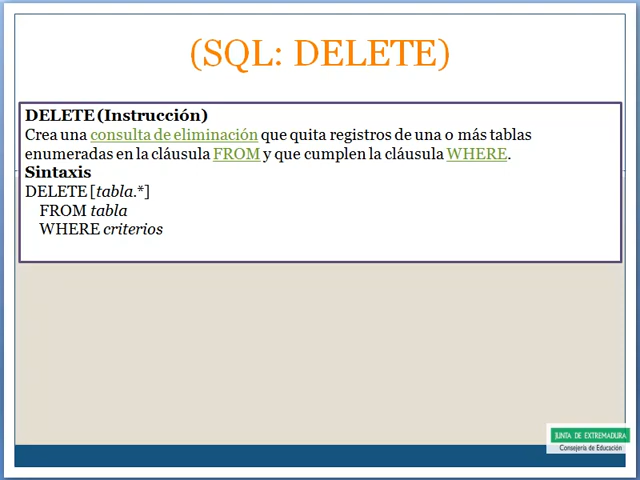 (SQL: DELETE)
DELETE (Instrucción)
Crea una consulta de eliminación que quita registros de una o más tablas
enumeradas en la cláusula FROM y que cumplen la cláusula WHERE.
Sintaxis
DELETE [tabla.*]
FROM tabla
WHERE criterios
JUNTA DE EXTREMADURA
Consejería de Educación